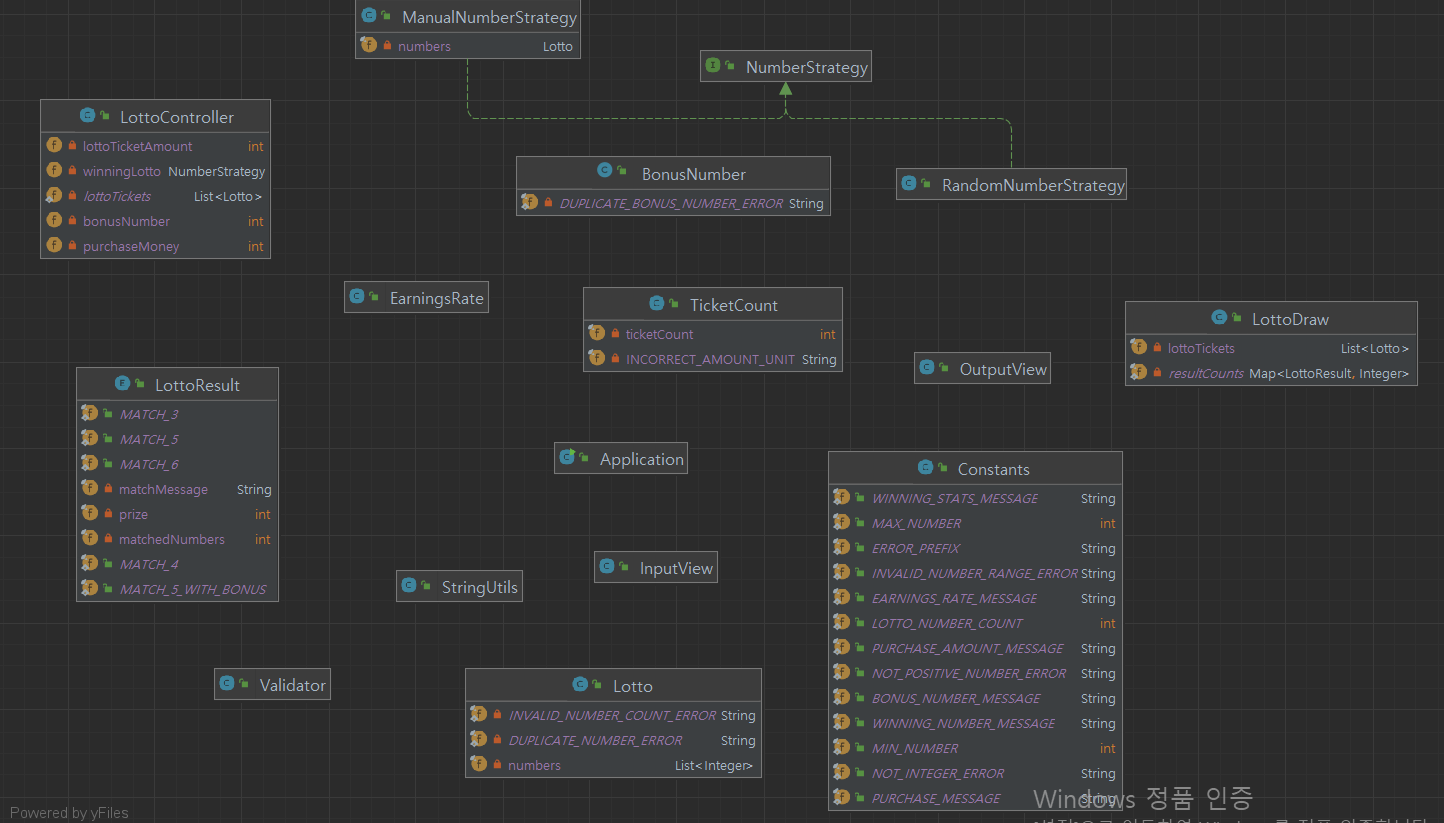 ManualNumberStrategy
numbers Lotto
NumberStrategy
LottoController
lottoTicketAmount int
winningLotto NumberStrategy
lottoTickets List<Lotto>
bonusNumber int
purchaseMoney int
BonusNumber
DUPLICATE_BONUS_NUMBER_ERROR String
RandomNumberStrategy
EarningsRate
TicketCount
ticketCount int
INCORRECT_AMOUNT_UNIT String
LottoDraw
lottoTickets List<Lotto>
resultCounts Map<LottoResult, Integer>
OutputView
LottoResult
MATCH_3
MATCH_5
MATCH_6
matchMessage String
prize int
matchedNumbers int
MATCH_4
MATCH_5_WITH_BONUS
Application
Constants
WINNING_STATS_MESSAGE String
MAX_NUMBER int
ERROR_PREFIX String
INVALID_NUMBER_RANGE_ERROR String
EARNINGS_RATE_MESSAGE String
LOTTO_NUMBER_COUNT int
PURCHASE_AMOUNT_MESSAGE String
NOT_POSITIVE_NUMBER_ERROR String
BONUS_NUMBER_MESSAGE String
WINNING_NUMBER_MESSAGE String
MIN_NUMBER int
NOT_INTEGER_ERROR String
PURCHASE_MESSAGE String
InputView
StringUtils
Validator
Lotto
INVALID_NUMBER_COUNT_ERROR String
DUPLICATE_NUMBER_ERROR String
numbers List<Integer>
Windows 정품 인증
Powered by yFiles